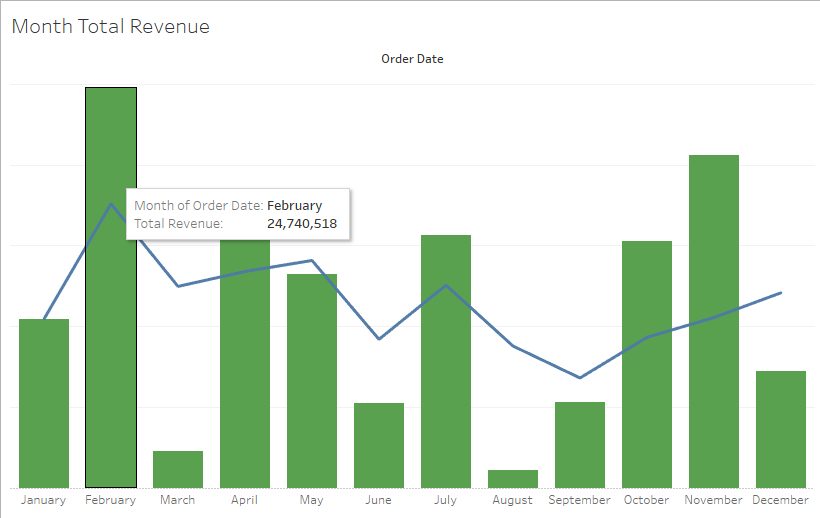 Month Total Revenue
Order Date
Month of Order Date: February
Total Revenue: 24,740,518
January February March April May June July August September October November December